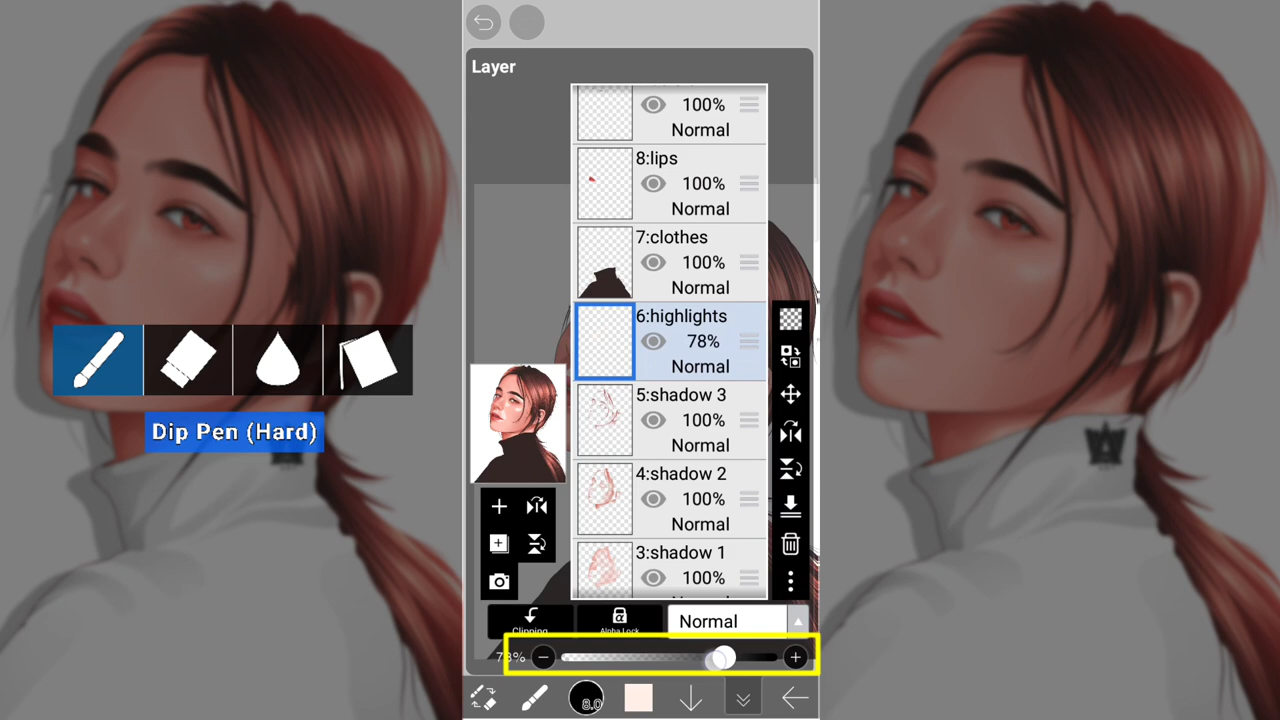 Layer
100%
Normal
8:lips
100%
Normal
7:clothes
100%
Normal
6:highlights
78%
Normal
5:shadow 3
100%
Normal
4:shadow 2
100%
Normal
3:shadow 1
100%
Dip Pen (Hard)
Clipping
Alpha Lock
Normal
78%
8.0